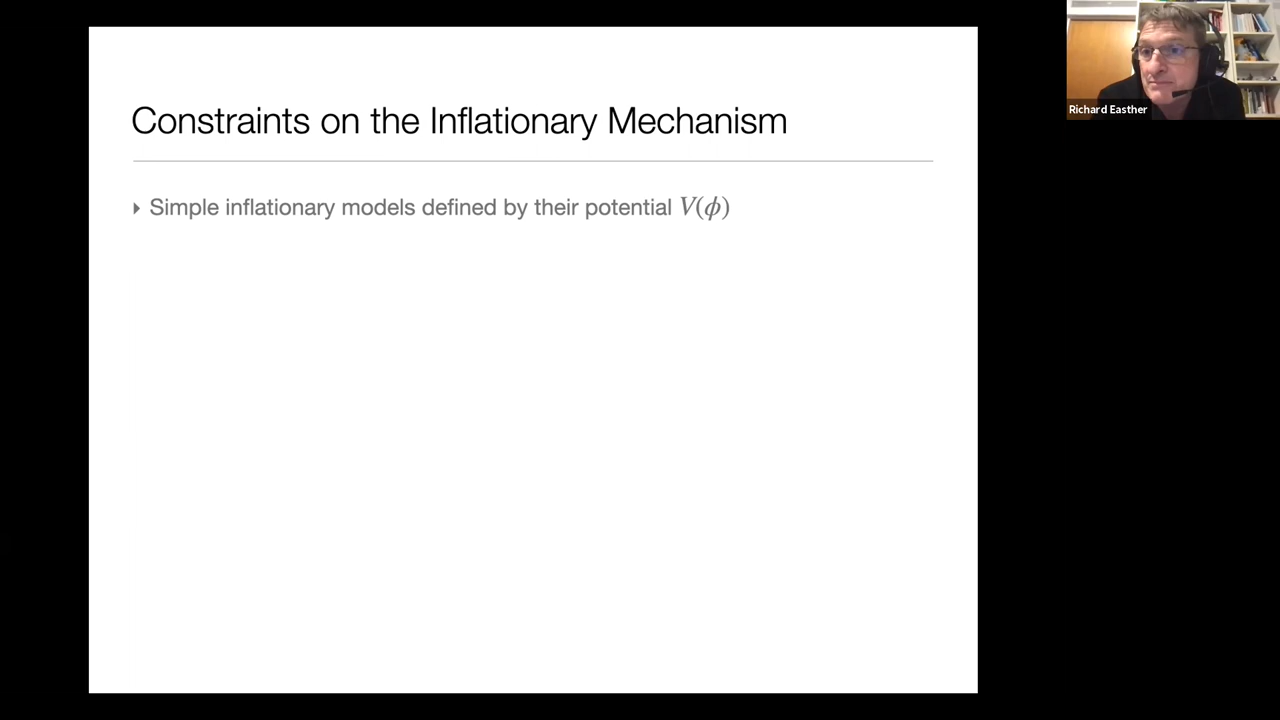 Constraints on the Inflationary Mechanism
Simple inflationary models defined by their potential V(ϕ)
Richard Easther